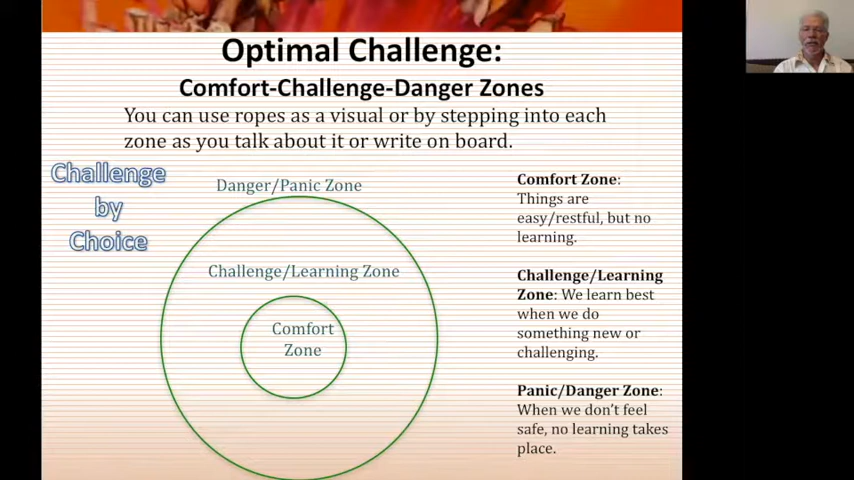 Optimal Challenge:
Comfort-Challenge-Danger Zones
You can use ropes as a visual or by stepping into each
zone as you talk about it or write on board.
Challenge
by
Choice
Danger/Panic Zone
Challenge/Learning Zone
Comfort
Zone
Comfort Zone:
Things are
easy/restful, but no
learning.
Challenge/Learning
Zone: We learn best
when we do
something new or
challenging.
Panic/Danger Zone:
When we don't feel
safe, no learning takes
place.